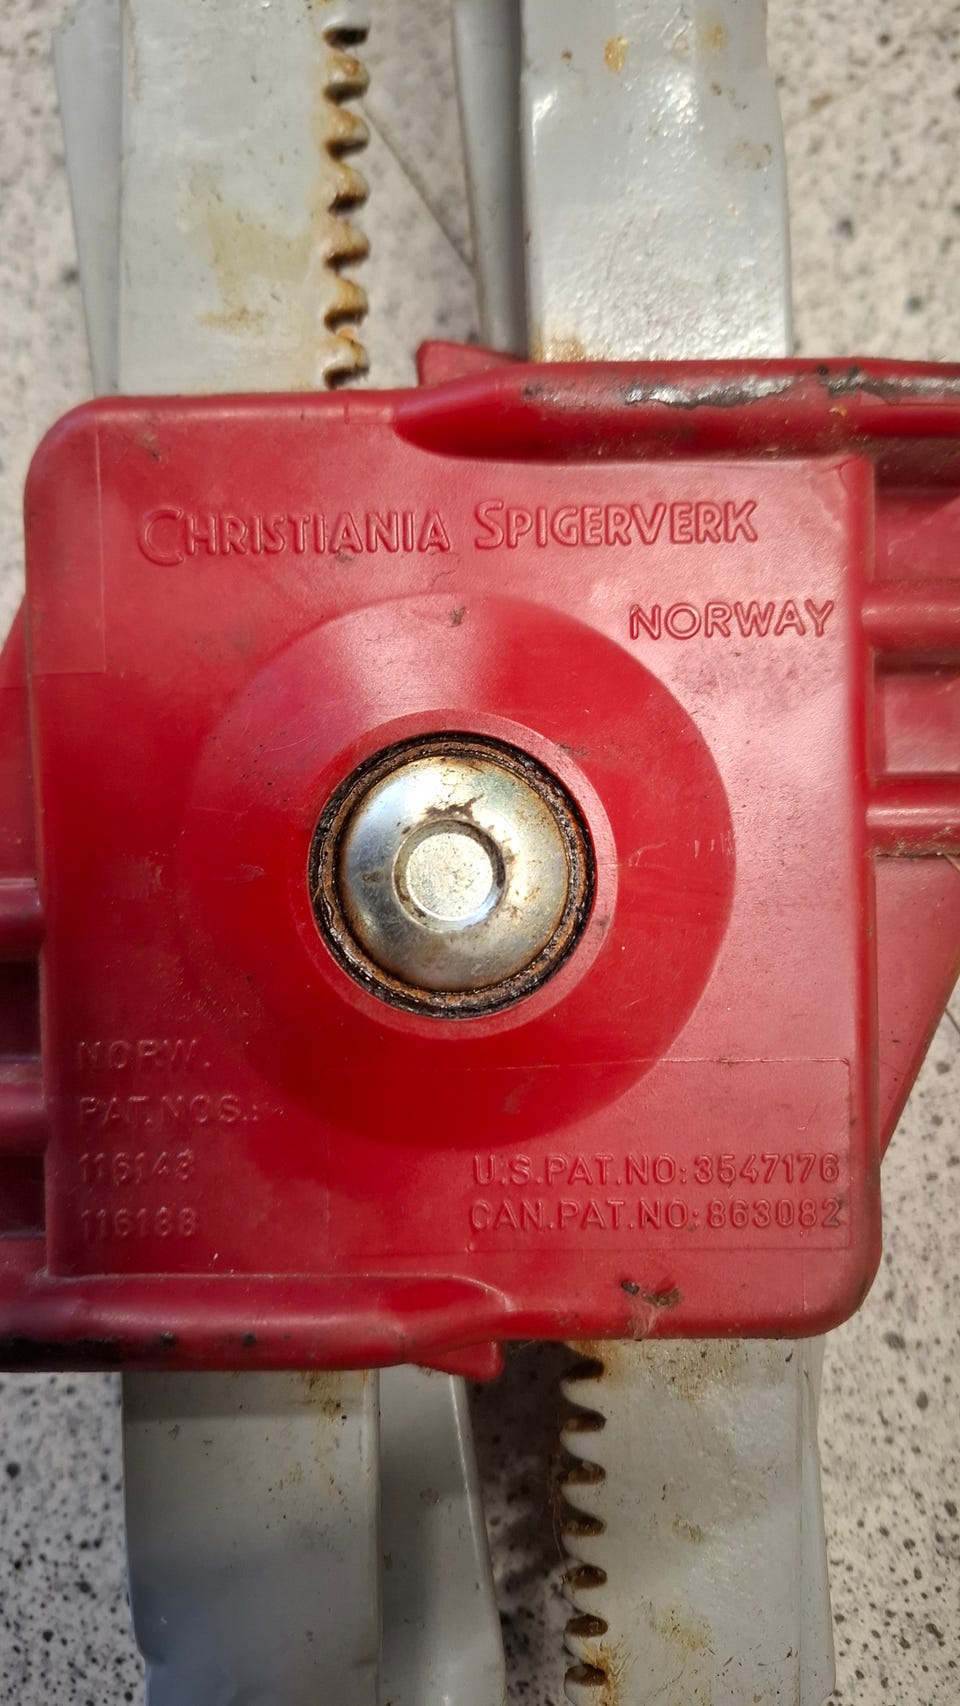 CHRISTIANIA SPIGERVERK
NORWAY
NORW.
PAT. NOS.:
116143
116188
U.S. PAT. NO: 3547176
CAN. PAT. NO: 863082